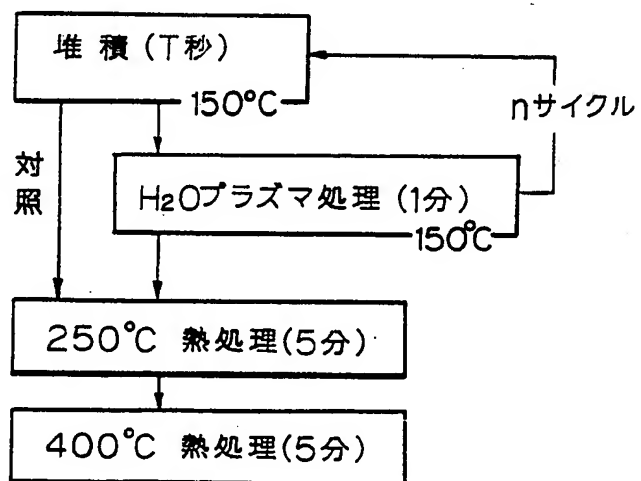 堆積(T秒)
150°C
nサイクル
対照
H2Oプラズマ処理(1分)
150°C
250°C 熱処理(5分)
400°C 熱処理(5分)